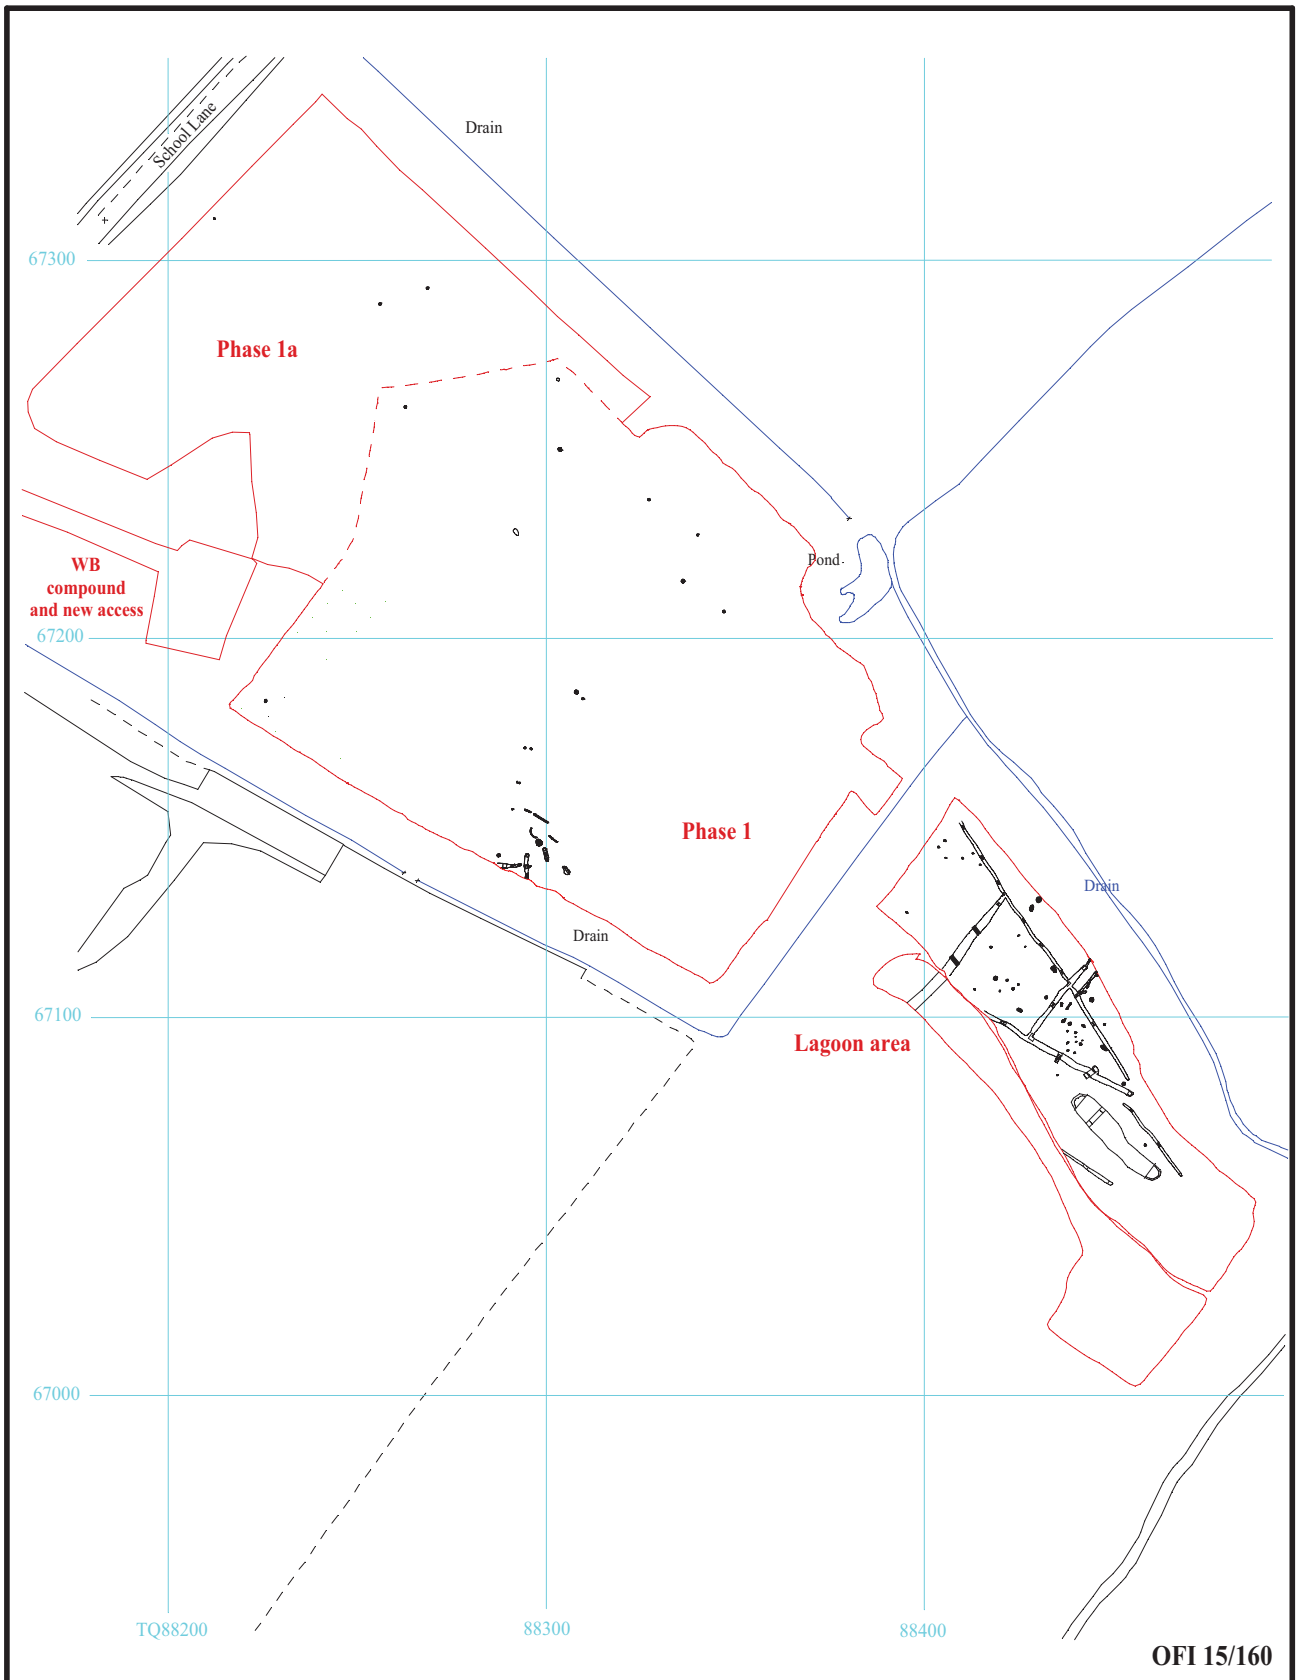 School Lane
Drain
67300
Phase 1a
Pond
WB
compound
and new access
67200
Phase 1
Drain
Drain
67100
Lagoon area
67000
TQ88200
88300
88400
OFI 15/160